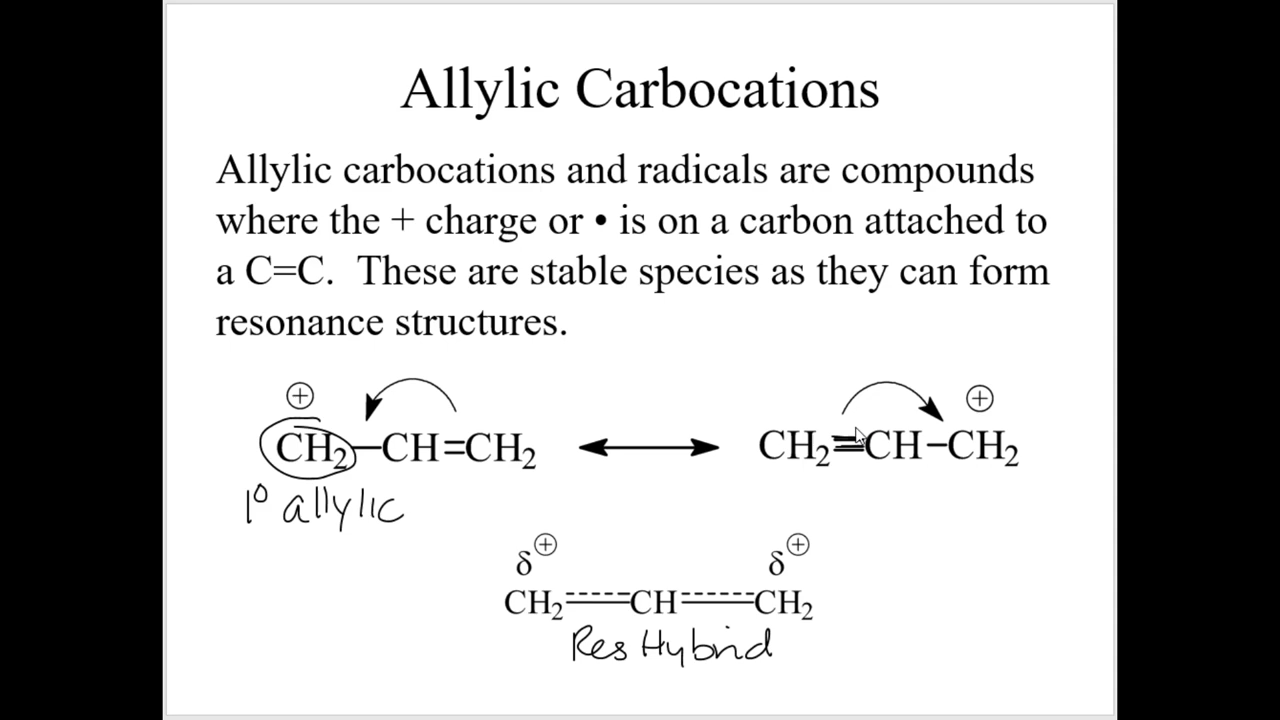 Allylic Carbocations
Allylic carbocations and radicals are compounds
where the + charge or • is on a carbon attached to
a C=C. These are stable species as they can form
resonance structures.
⊕ ⊕
CH₂–CH=CH₂ ⟷ CH₂=CH–CH₂
1° allylic
δ⊕ δ⊕
CH₂=CH=CH₂
Res Hybrid